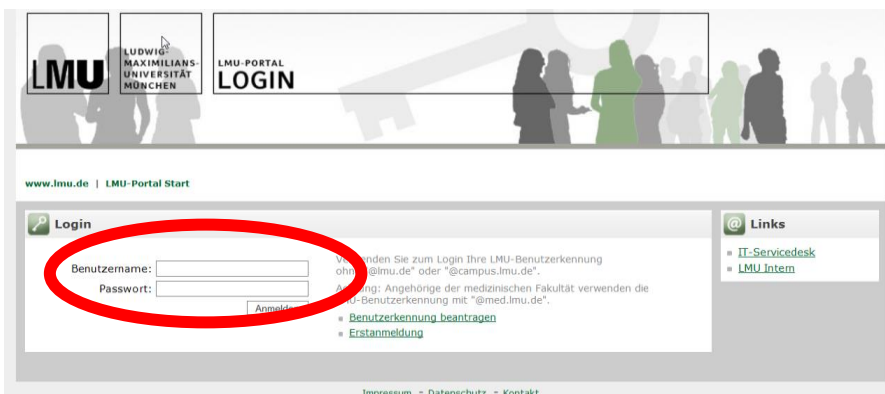 LMU
LUDWIG-
MAXIMILIANS-
UNIVERSITÄT
MÜNCHEN
LMU-PORTAL
LOGIN
www.lmu.de | LMU-Portal Start
Login
Benutzername:
Passwort:
Anmelden
Verwenden Sie zum Login Ihre LMU-Benutzerkennung
"@lmu.de" oder "@campus.lmu.de".
Achtung: Angehörige der medizinischen Fakultät verwenden die
LMU-Benutzerkennung mit "@med.lmu.de".
Benutzerkennung beantragen
Erstanmeldung
@ Links
IT-Servicedesk
LMU Intern
Impressum - Datenschutz - Kontakt